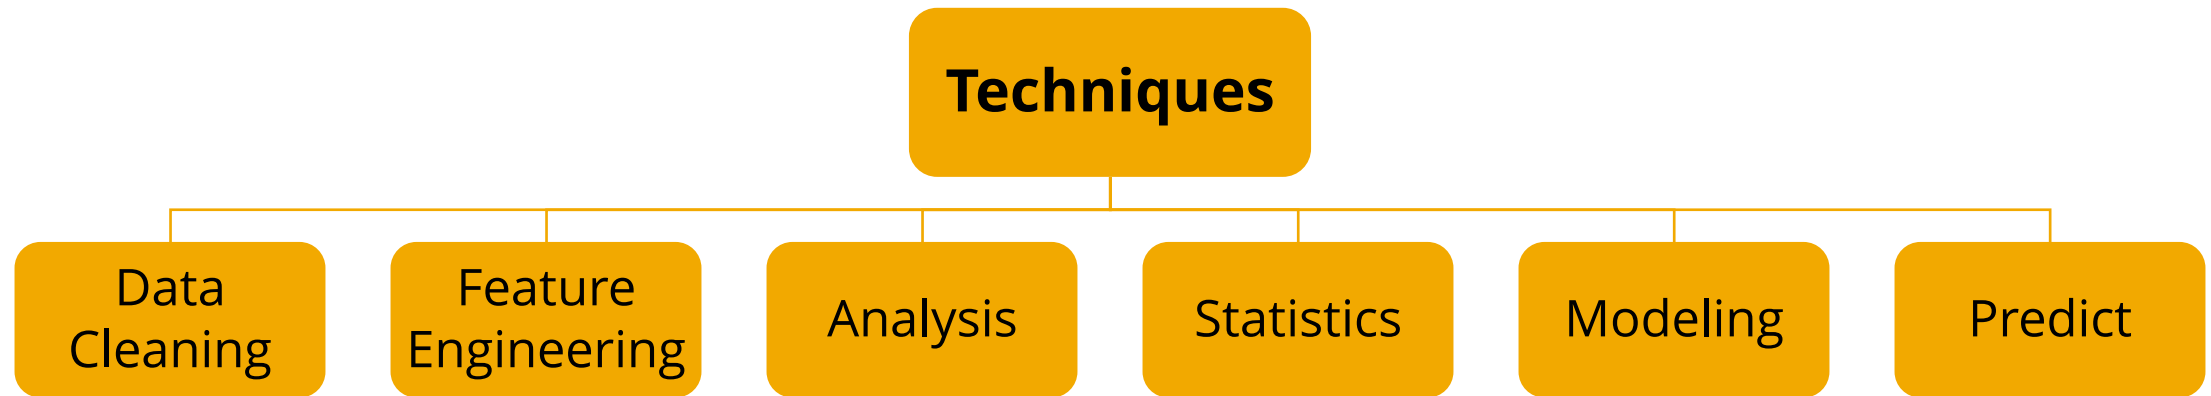 Techniques
Data
Cleaning
Feature
Engineering
Analysis
Statistics
Modeling
Predict